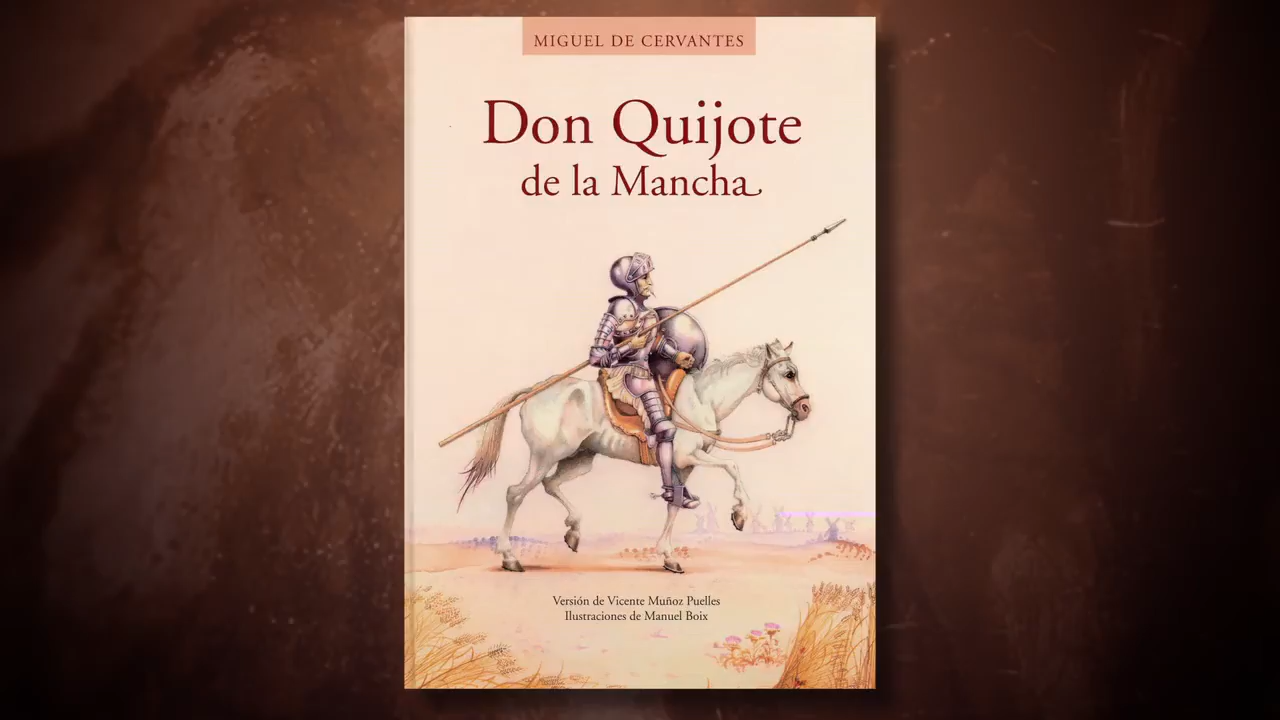 MIGUEL DE CERVANTES
Don Quijote
de la Mancha
Versión de Vicente Muñoz Puelles
Ilustraciones de Manuel Boix